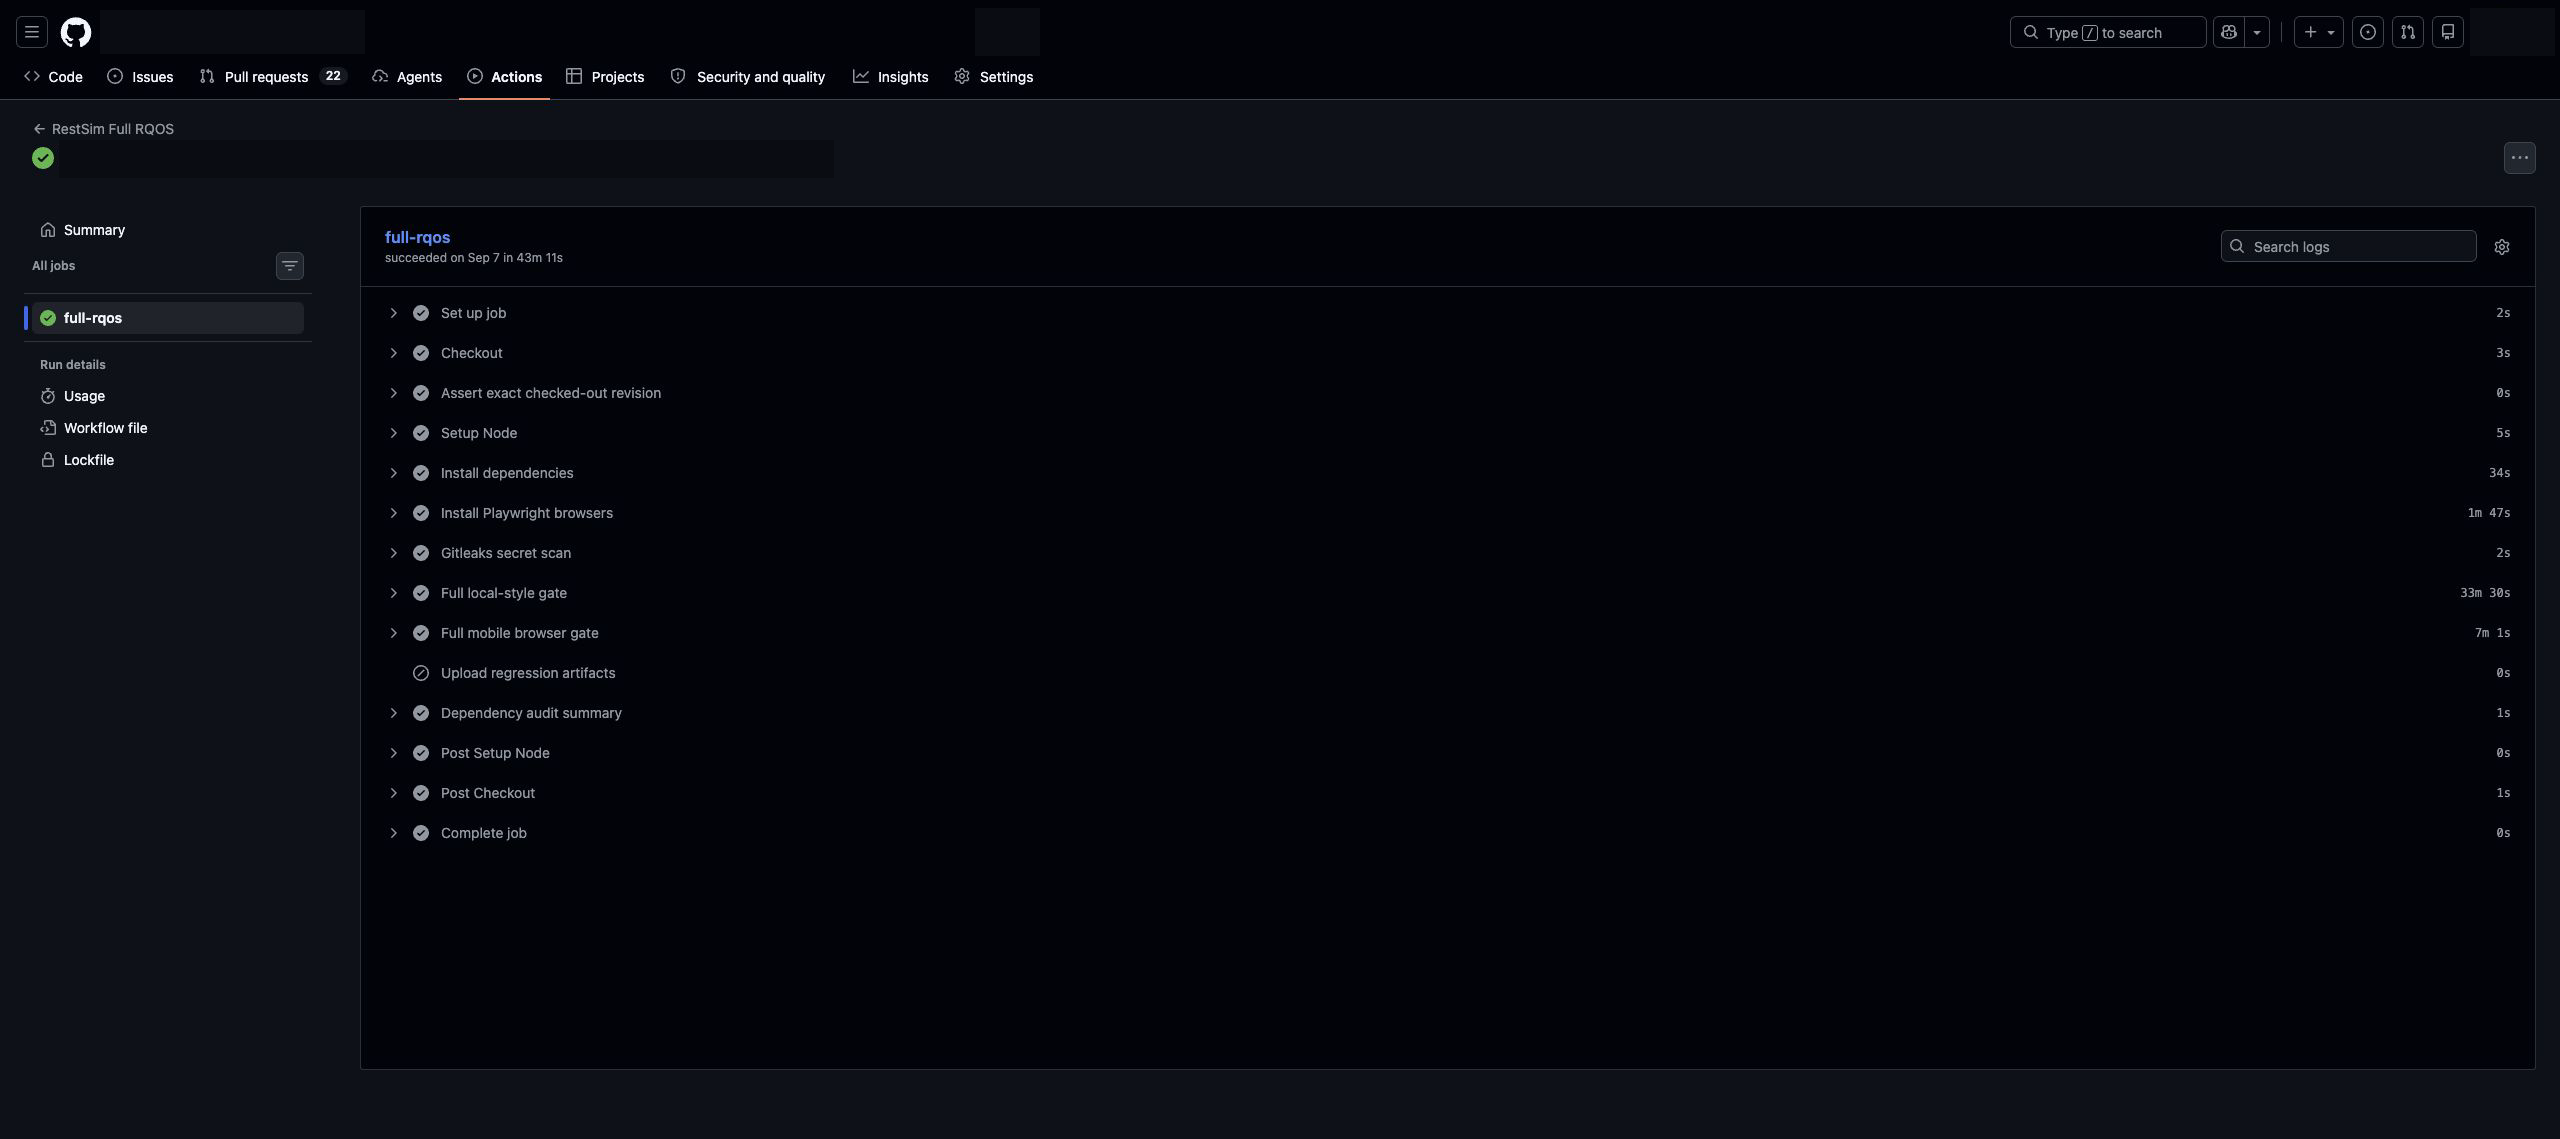 Type / to search
Code Issues Pull requests 22 Agents Actions Projects Security and quality Insights Settings
RestSim Full RQOS
Summary
All jobs
full-rqos
Run details
Usage
Workflow file
Lockfile
full-rqos
succeeded on Sep 7 in 43m 11s
Search logs
Set up job 2s
Checkout 3s
Assert exact checked-out revision 0s
Setup Node 5s
Install dependencies 34s
Install Playwright browsers 1m 47s
Gitleaks secret scan 2s
Full local-style gate 33m 30s
Full mobile browser gate 7m 1s
Upload regression artifacts 0s
Dependency audit summary 1s
Post Setup Node 0s
Post Checkout 1s
Complete job 0s